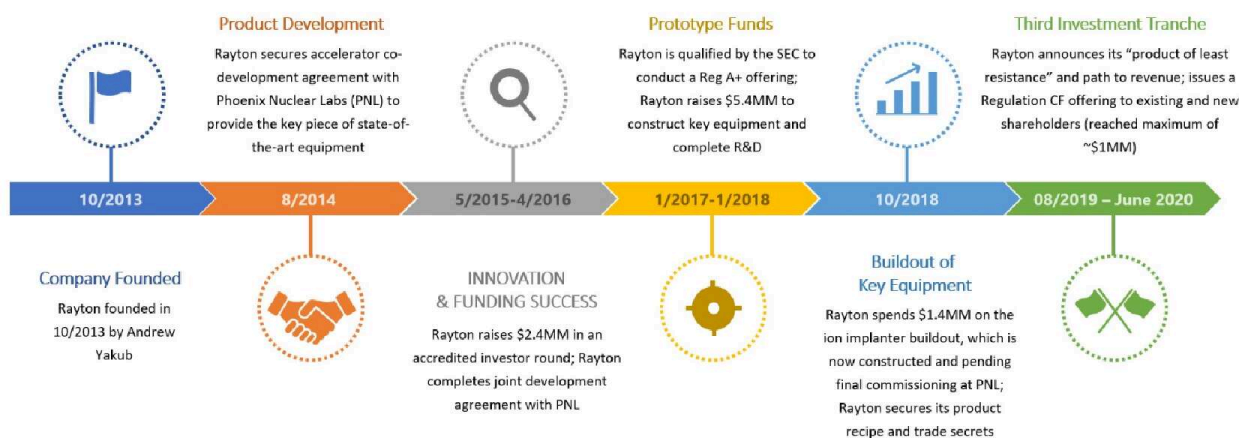 Product Development
Rayton secures accelerator co-
development agreement with
Phoenix Nuclear Labs (PNL) to
provide the key piece of state-of-
the-art equipment
Prototype Funds
Rayton is qualified by the SEC to
conduct a Reg A+ offering;
Rayton raises $5.4MM to
construct key equipment and
complete R&D
Third Investment Tranche
Rayton announces its “product of least
resistance” and path to revenue; issues a
Regulation CF offering to existing and new
shareholders (reached maximum of
~$1MM)
10/2013
8/2014
5/2015-4/2016
1/2017-1/2018
10/2018
08/2019 – June 2020
Company Founded
Rayton founded in
10/2013 by Andrew
Yakub
INNOVATION
& FUNDING SUCCESS
Rayton raises $2.4MM in an
accredited investor round; Rayton
completes joint development
agreement with PNL
Buildout of
Key Equipment
Rayton spends $1.4MM on the
ion implanter buildout, which is
now constructed and pending
final commissioning at PNL;
Rayton secures its product
recipe and trade secrets